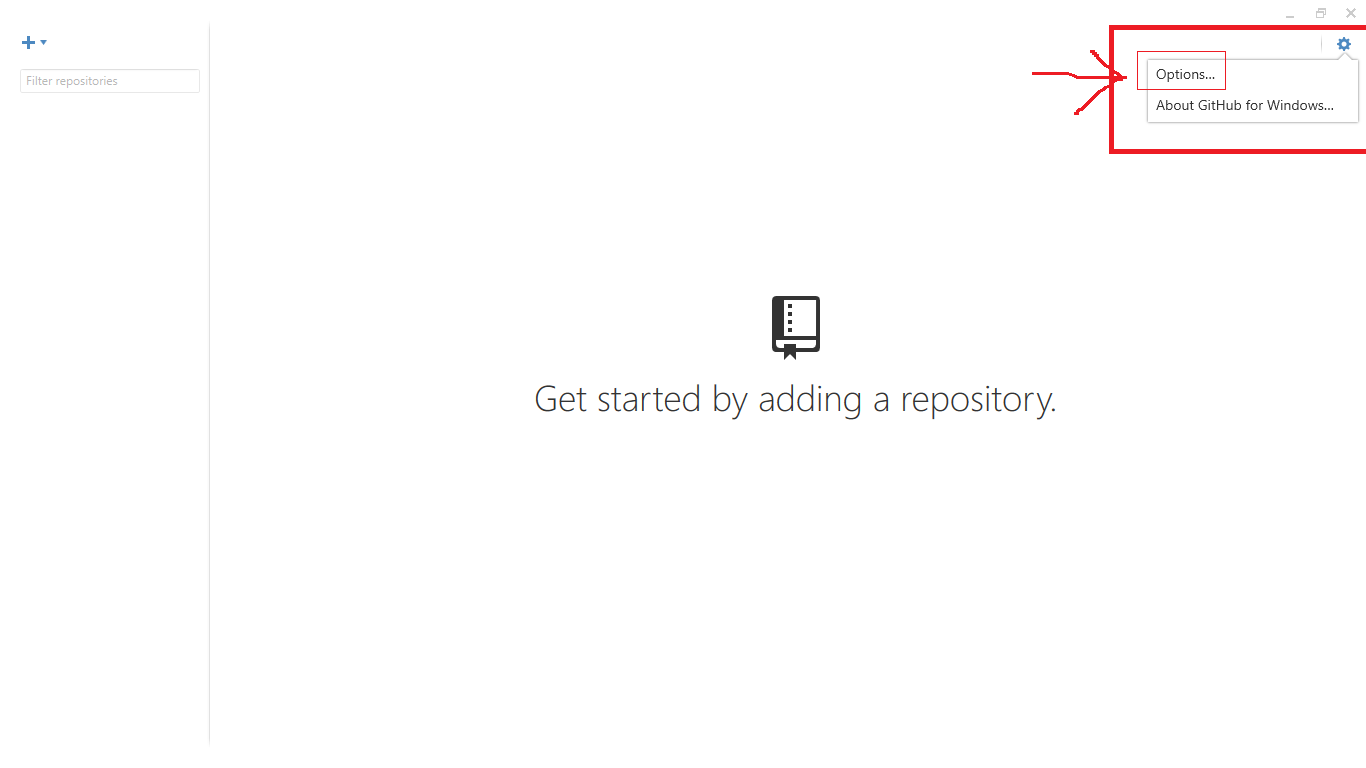 Filter repositories
Options...
About GitHub for Windows...
Get started by adding a repository.